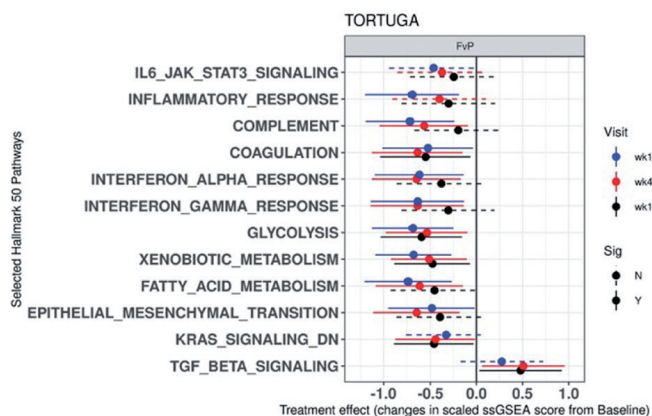 TORTUGA
FvP
Selected Hallmark 50 Pathways
IL6_JAK_STAT3_SIGNALING
INFLAMMATORY_RESPONSE
COMPLEMENT
COAGULATION
INTERFERON_ALPHA_RESPONSE
INTERFERON_GAMMA_RESPONSE
GLYCOLYSIS
XENOBIOTIC_METABOLISM
FATTY_ACID_METABOLISM
EPITHELIAL_MESENCHYMAL_TRANSITION
KRAS_SIGNALING_DN
TGF_BETA_SIGNALING
-1.0 -0.5 0.0 0.5 1.0
Treatment effect (changes in scaled ssGSEA score from Baseline)
Visit
wk1
wk4
wk1
Sig
N
Y